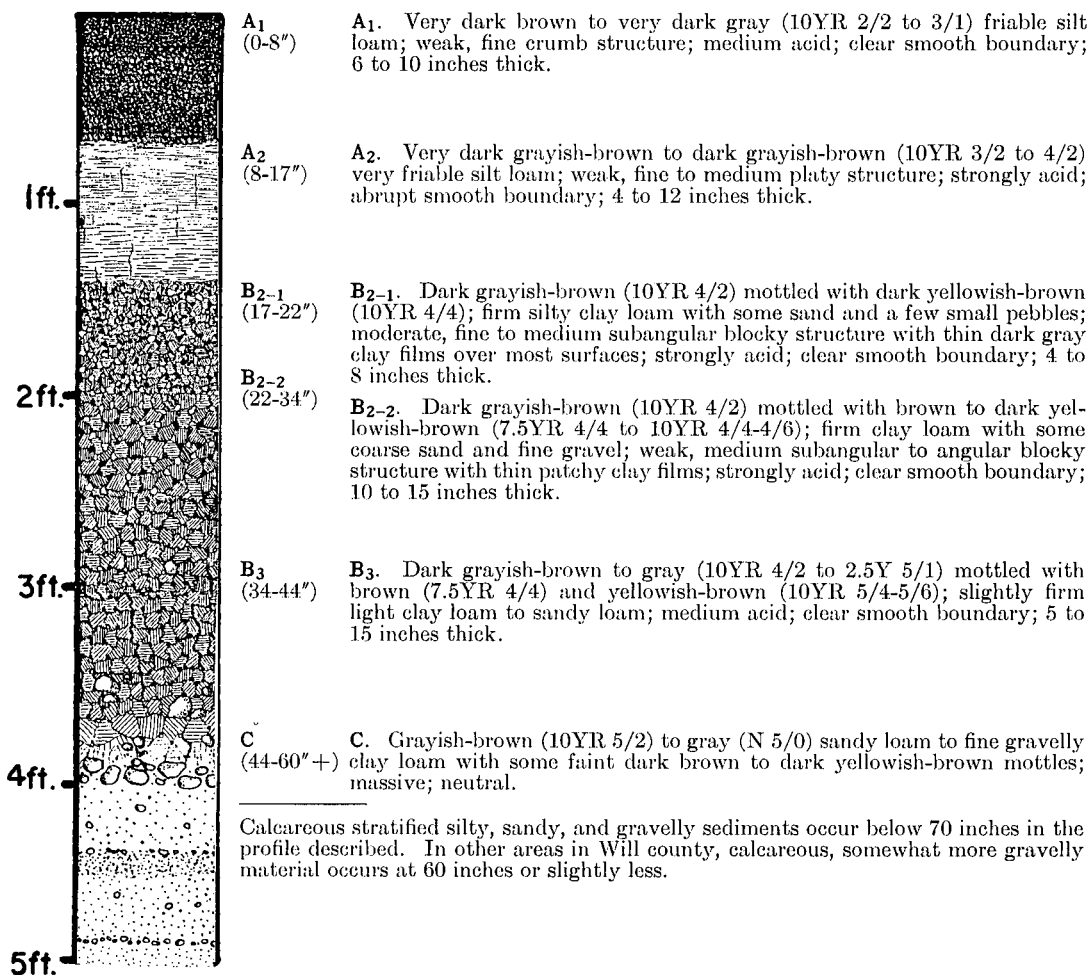 A1
(0-8″)
A1. Very dark brown to very dark gray (10YR 2/2 to 3/1) friable silt
loam; weak, fine crumb structure; medium acid; clear smooth boundary;
6 to 10 inches thick.
A2
(8-17″)
A2. Very dark grayish-brown to dark grayish-brown (10YR 3/2 to 4/2)
very friable silt loam; weak, fine to medium platy structure; strongly acid;
abrupt smooth boundary; 4 to 12 inches thick.
1ft.
B2-1
(17-22″)
B2-1. Dark grayish-brown (10YR 4/2) mottled with dark yellowish-brown
(10YR 4/4); firm silty clay loam with some sand and a few small pebbles;
moderate, fine to medium subangular blocky structure with thin dark gray
clay films over most surfaces; strongly acid; clear smooth boundary; 4 to
8 inches thick.
B2-2
(22-34″)
2ft.
B2-2. Dark grayish-brown (10YR 4/2) mottled with brown to dark yel-
lowish-brown (7.5YR 4/4 to 10YR 4/4-4/6); firm clay loam with some
coarse sand and fine gravel; weak, medium subangular to angular blocky
structure with thin patchy clay films; strongly acid; clear smooth boundary;
10 to 15 inches thick.
3ft.
B3
(34-44″)
B3. Dark grayish-brown to gray (10YR 4/2 to 2.5Y 5/1) mottled with
brown (7.5YR 4/4) and yellowish-brown (10YR 5/4-5/6); slightly firm
light clay loam to sandy loam; medium acid; clear smooth boundary; 5 to
15 inches thick.
C
(44-60″+)
C. Grayish-brown (10YR 5/2) to gray (N 5/0) sandy loam to fine gravelly
clay loam with some faint dark brown to dark yellowish-brown mottles;
massive; neutral.
4ft.
Calcareous stratified silty, sandy, and gravelly sediments occur below 70 inches in the
profile described. In other areas in Will county, calcareous, somewhat more gravelly
material occurs at 60 inches or slightly less.
5ft.